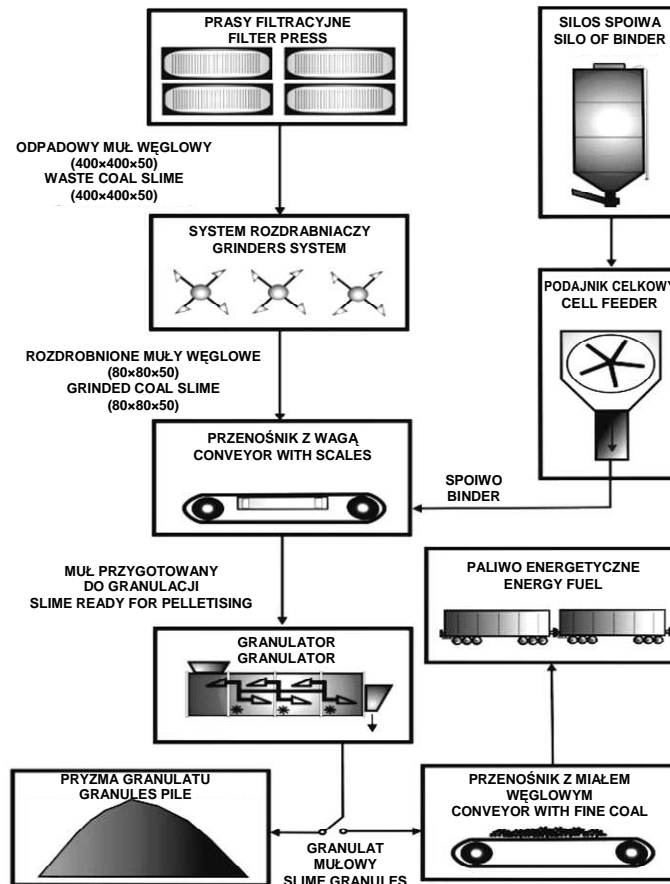 PRASY FILTRACYJNE
FILTER PRESS
SILOS SPOIWA
SILO OF BINDER
ODPADOWY MUŁ WĘGLOWY
(400×400×50)
WASTE COAL SLIME
(400×400×50)
SYSTEM ROZDRABNIACZY
GRINDERS SYSTEM
PODAJNIK CELKOWY
CELL FEEDER
ROZDROBNIONE MUŁY WĘGLOWE
(80×80×50)
GRINDED COAL SLIME
(80×80×50)
PRZENOŚNIK Z WAGĄ
CONVEYOR WITH SCALES
SPOIWO
BINDER
MUŁ PRZYGOTOWANY
DO GRANULACJI
SLIME READY FOR PELLETISING
PALIWO ENERGETYCZNE
ENERGY FUEL
GRANULATOR
GRANULATOR
PRYZMA GRANULATU
GRANULES PILE
PRZENOŚNIK Z MIAŁEM
WĘGLOWYM
CONVEYOR WITH FINE COAL
GRANULAT
MUŁOWY
SLIME GRANULES